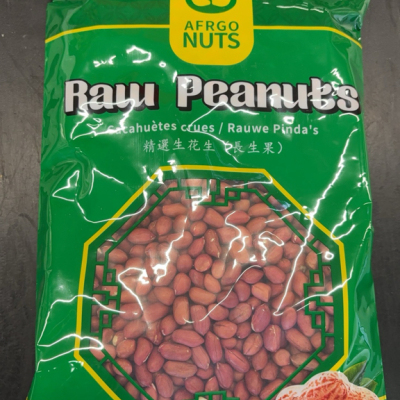 AFRGO
NUTS
Raw Peanuts
Cacahuètes crues / Rauwe Pinda's
精選生花生（長生果）